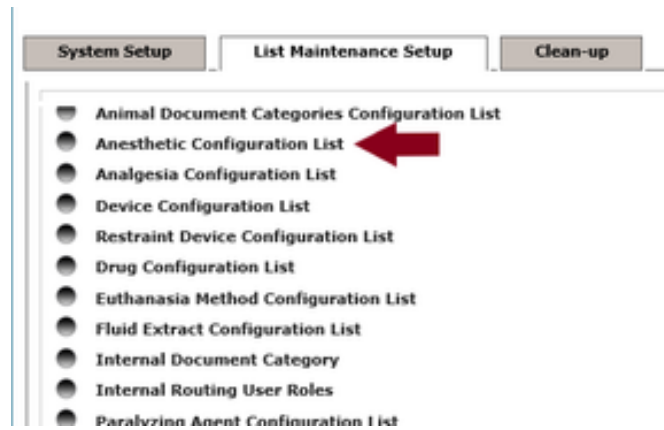 System Setup
List Maintenance Setup
Clean-up
Animal Document Categories Configuration List
Anesthetic Configuration List
Analgesia Configuration List
Device Configuration List
Restraint Device Configuration List
Drug Configuration List
Euthanasia Method Configuration List
Fluid Extract Configuration List
Internal Document Category
Internal Routing User Roles
Paralyzing Agent Configuration List